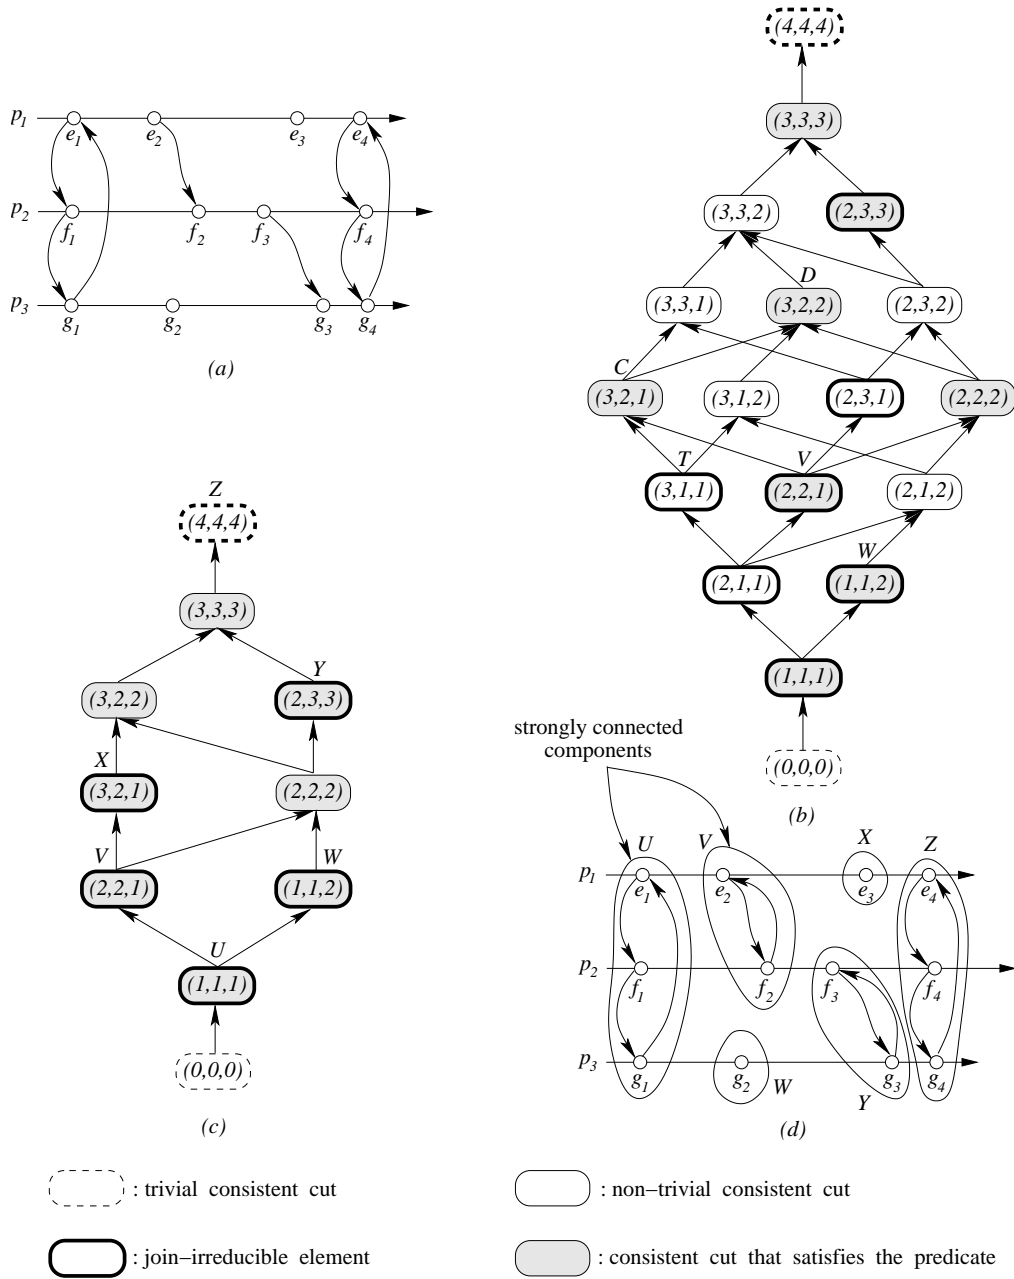 p1
e1
e2
e3
e4
p2
f1
f2
f3
f4
p3
g1
g2
g3
g4
(a)
(4,4,4)
(3,3,3)
(3,3,2)
(2,3,3)
D
(3,3,1)
(3,2,2)
(2,3,2)
C
(3,2,1)
(3,1,2)
(2,3,1)
(2,2,2)
T
V
(3,1,1)
(2,2,1)
(2,1,2)
W
(2,1,1)
(1,1,2)
(1,1,1)
(0,0,0)
(b)
Z
(4,4,4)
(3,3,3)
Y
(3,2,2)
(2,3,3)
X
(3,2,1)
(2,2,2)
V
W
(2,2,1)
(1,1,2)
U
(1,1,1)
(0,0,0)
(c)
strongly connected
components
U
V
X
Z
p1
e1
e2
e3
e4
p2
f1
f2
f3
f4
p3
g1
g2
W
g3
g4
Y
(d)
: trivial consistent cut
: non-trivial consistent cut
: join-irreducible element
: consistent cut that satisfies the predicate